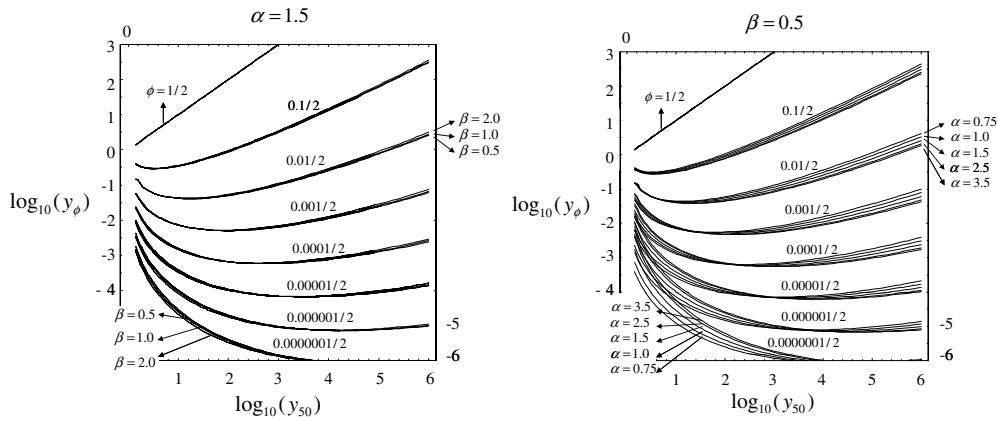 α = 1.5
0
3
2
1
0
-1
-2
-3
-4
log10(yϕ)
ϕ = 1/2
0.1/2
0.01/2
0.001/2
0.0001/2
0.00001/2
0.000001/2
0.0000001/2
β = 2.0
β = 1.0
β = 0.5
β = 0.5
β = 1.0
β = 2.0
-5
-6
1 2 3 4 5 6
log10(y50)
β = 0.5
0
3
2
1
0
-1
-2
-3
-4
log10(yϕ)
ϕ = 1/2
0.1/2
0.01/2
0.001/2
0.0001/2
0.00001/2
0.000001/2
0.0000001/2
α = 0.75
α = 1.0
α = 1.5
α = 2.5
α = 3.5
α = 3.5
α = 2.5
α = 1.5
α = 1.0
α = 0.75
-5
-6
1 2 3 4 5 6
log10(y50)